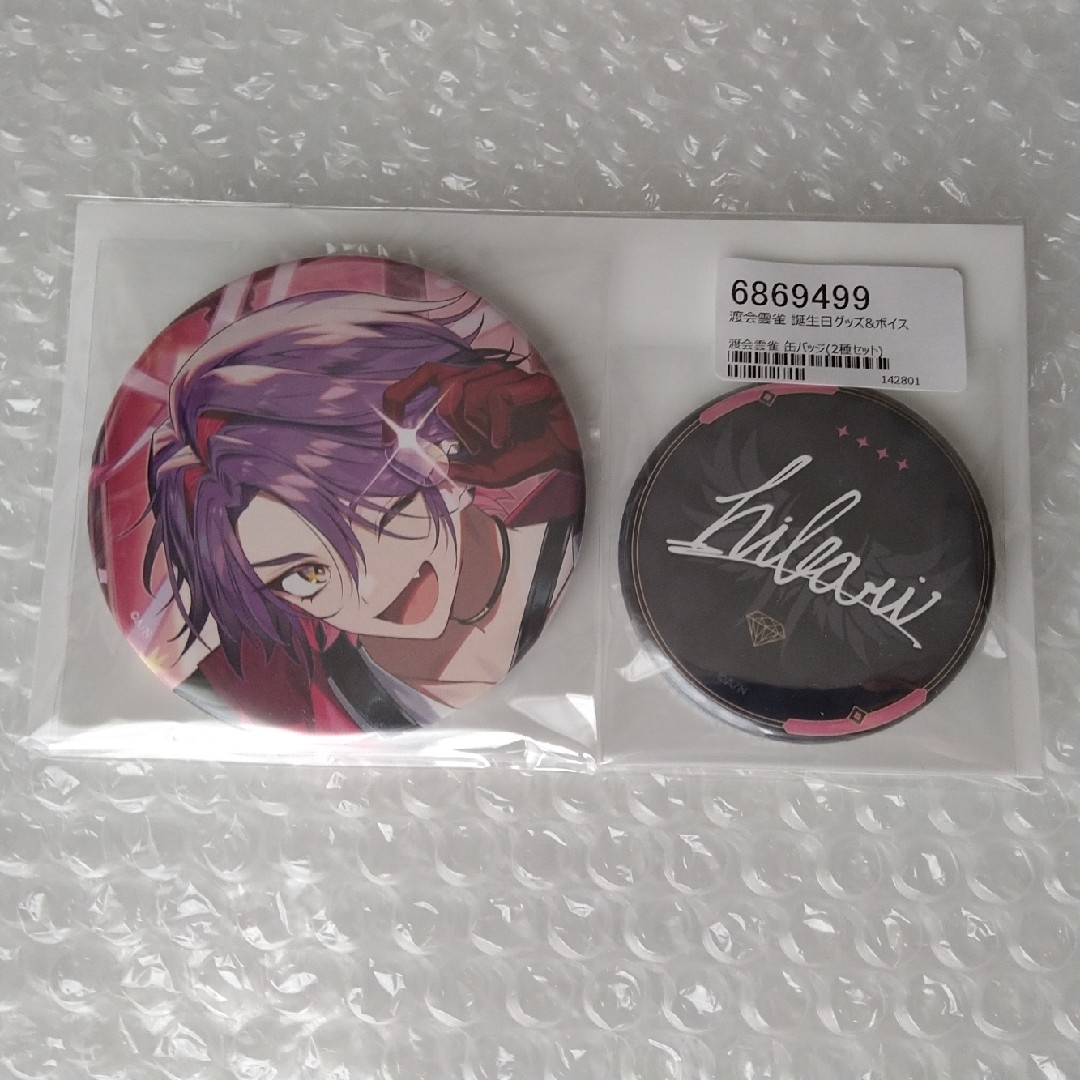 6869499
渡会雲雀 誕生日グッズ&ボイス
渡会雲雀 缶バッジ(2種セット)
142801
hibari
©A/N
©A/N